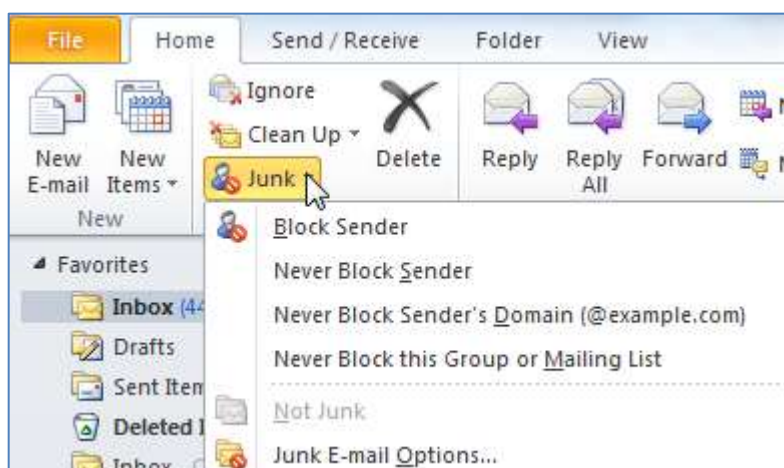 File Home Send / Receive Folder View
New E-mail
New Items
Ignore
Clean Up
Junk
Delete
Reply
Reply All
Forward
New
Block Sender
Never Block Sender
Never Block Sender's Domain (@example.com)
Never Block this Group or Mailing List
Not Junk
Junk E-mail Options...
Favorites
Inbox
Drafts
Sent
Deleted
Inbox